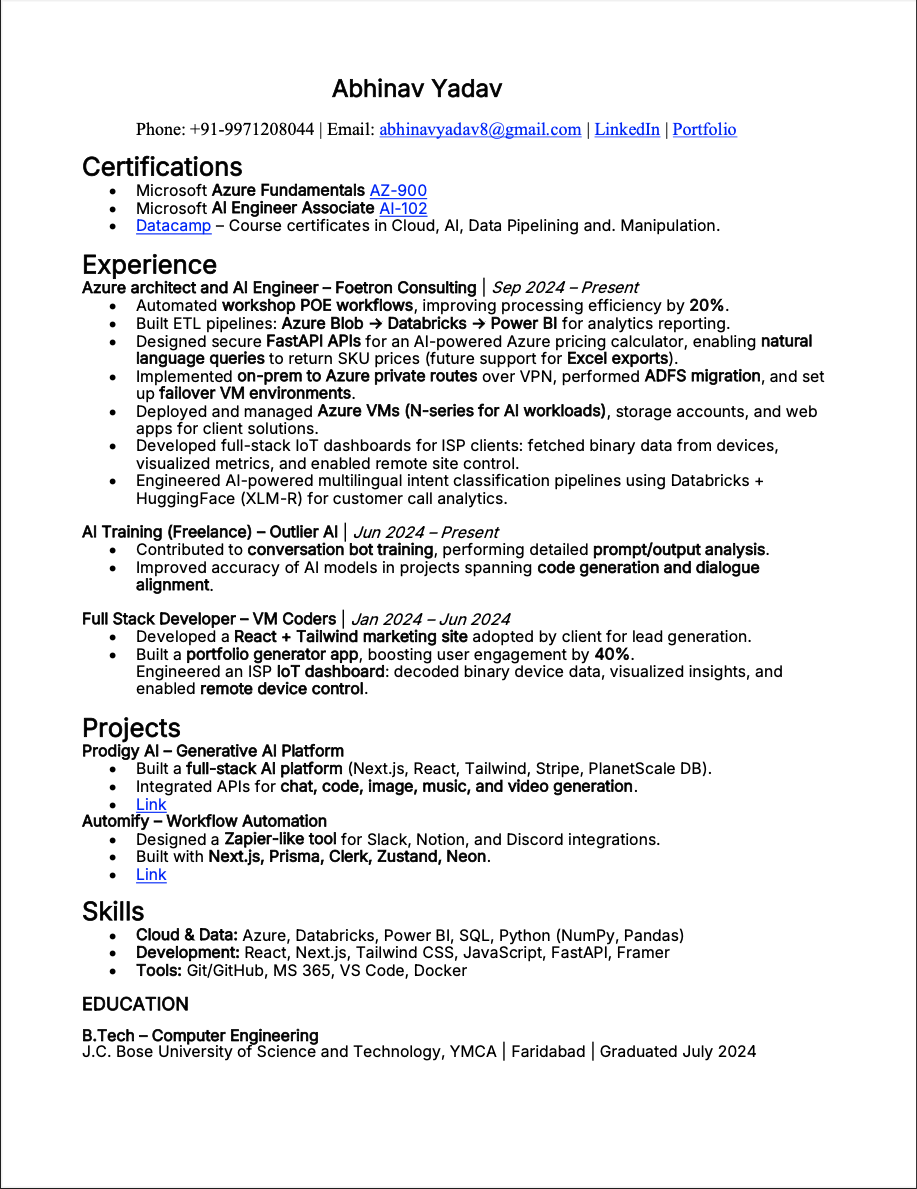 Abhinav Yadav
Phone: +91-9971208044 | Email: abhinavyadav8@gmail.com | LinkedIn | Portfolio
Certifications
• Microsoft Azure Fundamentals AZ-900
• Microsoft AI Engineer Associate AI-102
• Datacamp – Course certificates in Cloud, AI, Data Pipelining and. Manipulation.
Experience
Azure architect and AI Engineer – Foetron Consulting | Sep 2024 – Present
• Automated workshop POE workflows, improving processing efficiency by 20%.
• Built ETL pipelines: Azure Blob → Databricks → Power BI for analytics reporting.
• Designed secure FastAPI APIs for an AI-powered Azure pricing calculator, enabling natural
language queries to return SKU prices (future support for Excel exports).
• Implemented on-prem to Azure private routes over VPN, performed ADFS migration, and set
up failover VM environments.
• Deployed and managed Azure VMs (N-series for AI workloads), storage accounts, and web
apps for client solutions.
• Developed full-stack IoT dashboards for ISP clients: fetched binary data from devices,
visualized metrics, and enabled remote site control.
• Engineered AI-powered multilingual intent classification pipelines using Databricks +
HuggingFace (XLM-R) for customer call analytics.
AI Training (Freelance) – Outlier AI | Jun 2024 – Present
• Contributed to conversation bot training, performing detailed prompt/output analysis.
• Improved accuracy of AI models in projects spanning code generation and dialogue
alignment.
Full Stack Developer – VM Coders | Jan 2024 – Jun 2024
• Developed a React + Tailwind marketing site adopted by client for lead generation.
• Built a portfolio generator app, boosting user engagement by 40%.
Engineered an ISP IoT dashboard: decoded binary device data, visualized insights, and
enabled remote device control.
Projects
Prodigy AI – Generative AI Platform
• Built a full-stack AI platform (Next.js, React, Tailwind, Stripe, PlanetScale DB).
• Integrated APIs for chat, code, image, music, and video generation.
• Link
Automify – Workflow Automation
• Designed a Zapier-like tool for Slack, Notion, and Discord integrations.
• Built with Next.js, Prisma, Clerk, Zustand, Neon.
• Link
Skills
• Cloud & Data: Azure, Databricks, Power BI, SQL, Python (NumPy, Pandas)
• Development: React, Next.js, Tailwind CSS, JavaScript, FastAPI, Framer
• Tools: Git/GitHub, MS 365, VS Code, Docker
EDUCATION
B.Tech – Computer Engineering
J.C. Bose University of Science and Technology, YMCA | Faridabad | Graduated July 2024